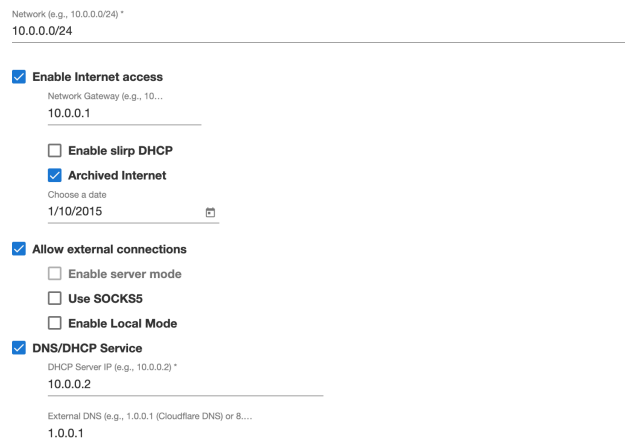 Network (e.g., 10.0.0.0/24) *
10.0.0.0/24
Enable Internet access
Network Gateway (e.g., 10...
10.0.0.1
Enable slirp DHCP
Archived Internet
Choose a date
1/10/2015
Allow external connections
Enable server mode
Use SOCKS5
Enable Local Mode
DNS/DHCP Service
DHCP Server IP (e.g., 10.0.0.2) *
10.0.0.2
External DNS (e.g., 1.0.0.1 (Cloudflare DNS) or 8....
1.0.0.1